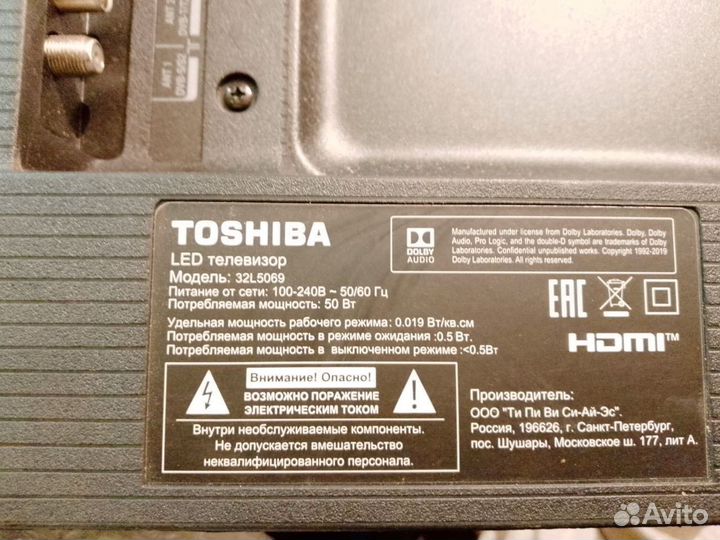 ANT 1
DVB-S/S2
TOSHIBA
LED телевизор
Модель: 32L5069
Питание от сети: 100-240В ~ 50/60 Гц
Потребляемая мощность: 50 Вт
Удельная мощность рабочего режима : 0.019 Вт/кв.см
Потребляемая мощность в режиме ожидания :0.5 Вт.
Потребляемая мощность в выключенном режиме :<0.5Вт
DOLBY
AUDIO
Manufactured under license from Dolby Laboratories. Dolby, Dolby
Audio, Pro Logic, and the double-D symbol are trademarks of Dolby
Laboratories. Confidential unpublished works. Copyright 1992-2019
Dolby Laboratories. All rights reserved.
EAC
HDMI™
Внимание! Опасно!
ВОЗМОЖНО ПОРАЖЕНИЕ
ЭЛЕКТРИЧЕСКИМ ТОКОМ
Внутри необслуживаемые компоненты.
Не допускается вмешательство
неквалифицированного персонала.
Производитель:
ООО "Ти Пи Ви Си-Ай-Эс".
Россия, 196626, г. Санкт-Петербург,
пос. Шушары, Московское ш. 177, лит А.
Avito